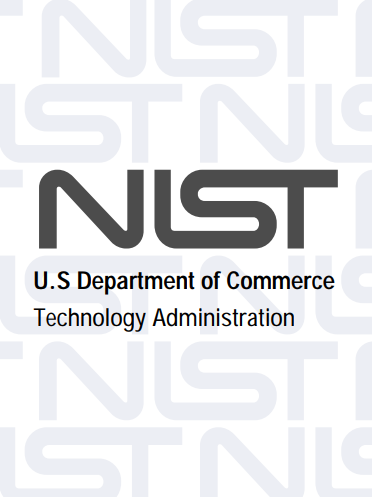 NIST
U.S Department of Commerce
Technology Administration